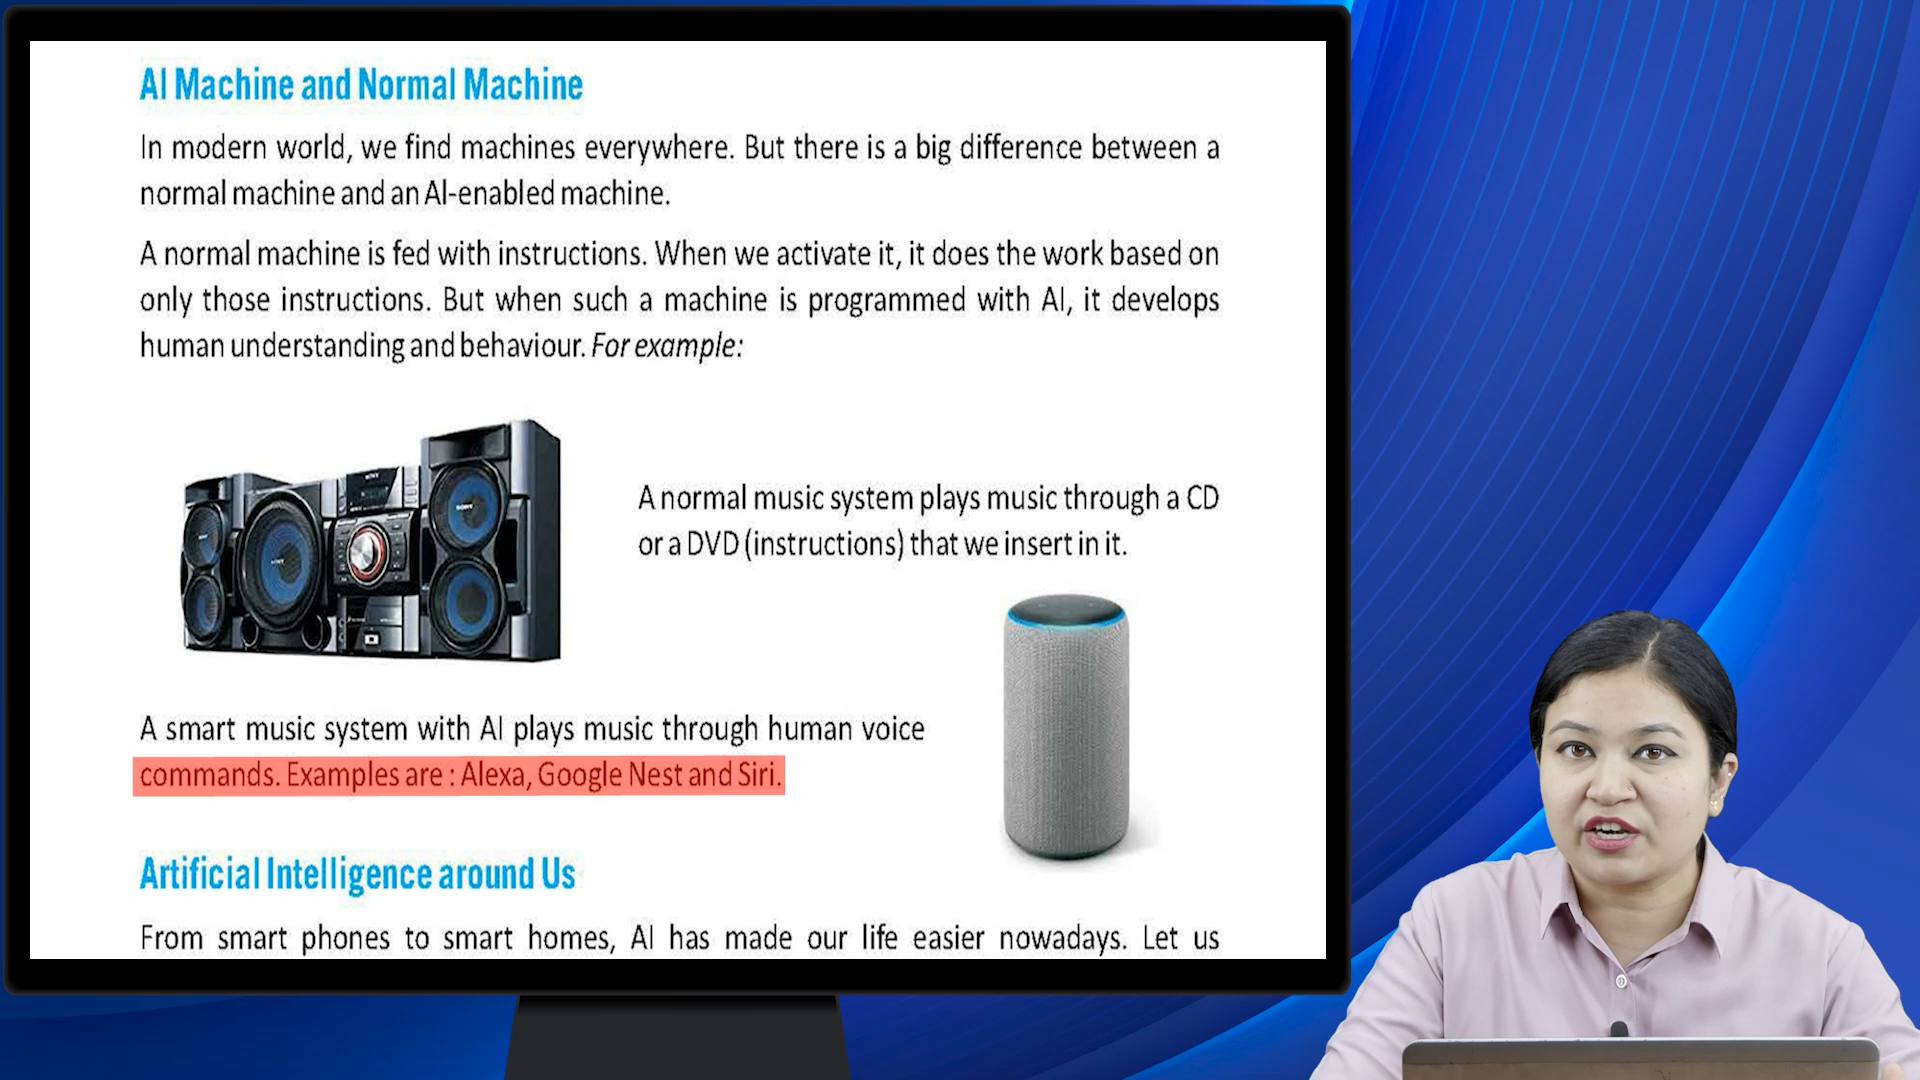 AI Machine and Normal Machine
In modern world, we find machines everywhere. But there is a big difference between a
normal machine and an AI-enabled machine.
A normal machine is fed with instructions. When we activate it, it does the work based on
only those instructions. But when such a machine is programmed with AI, it develops
human understanding and behaviour. For example:
A normal music system plays music through a CD
or a DVD (instructions) that we insert in it.
A smart music system with AI plays music through human voice
commands. Examples are : Alexa, Google Nest and Siri.
Artificial Intelligence around Us
From smart phones to smart homes, AI has made our life easier nowadays. Let us